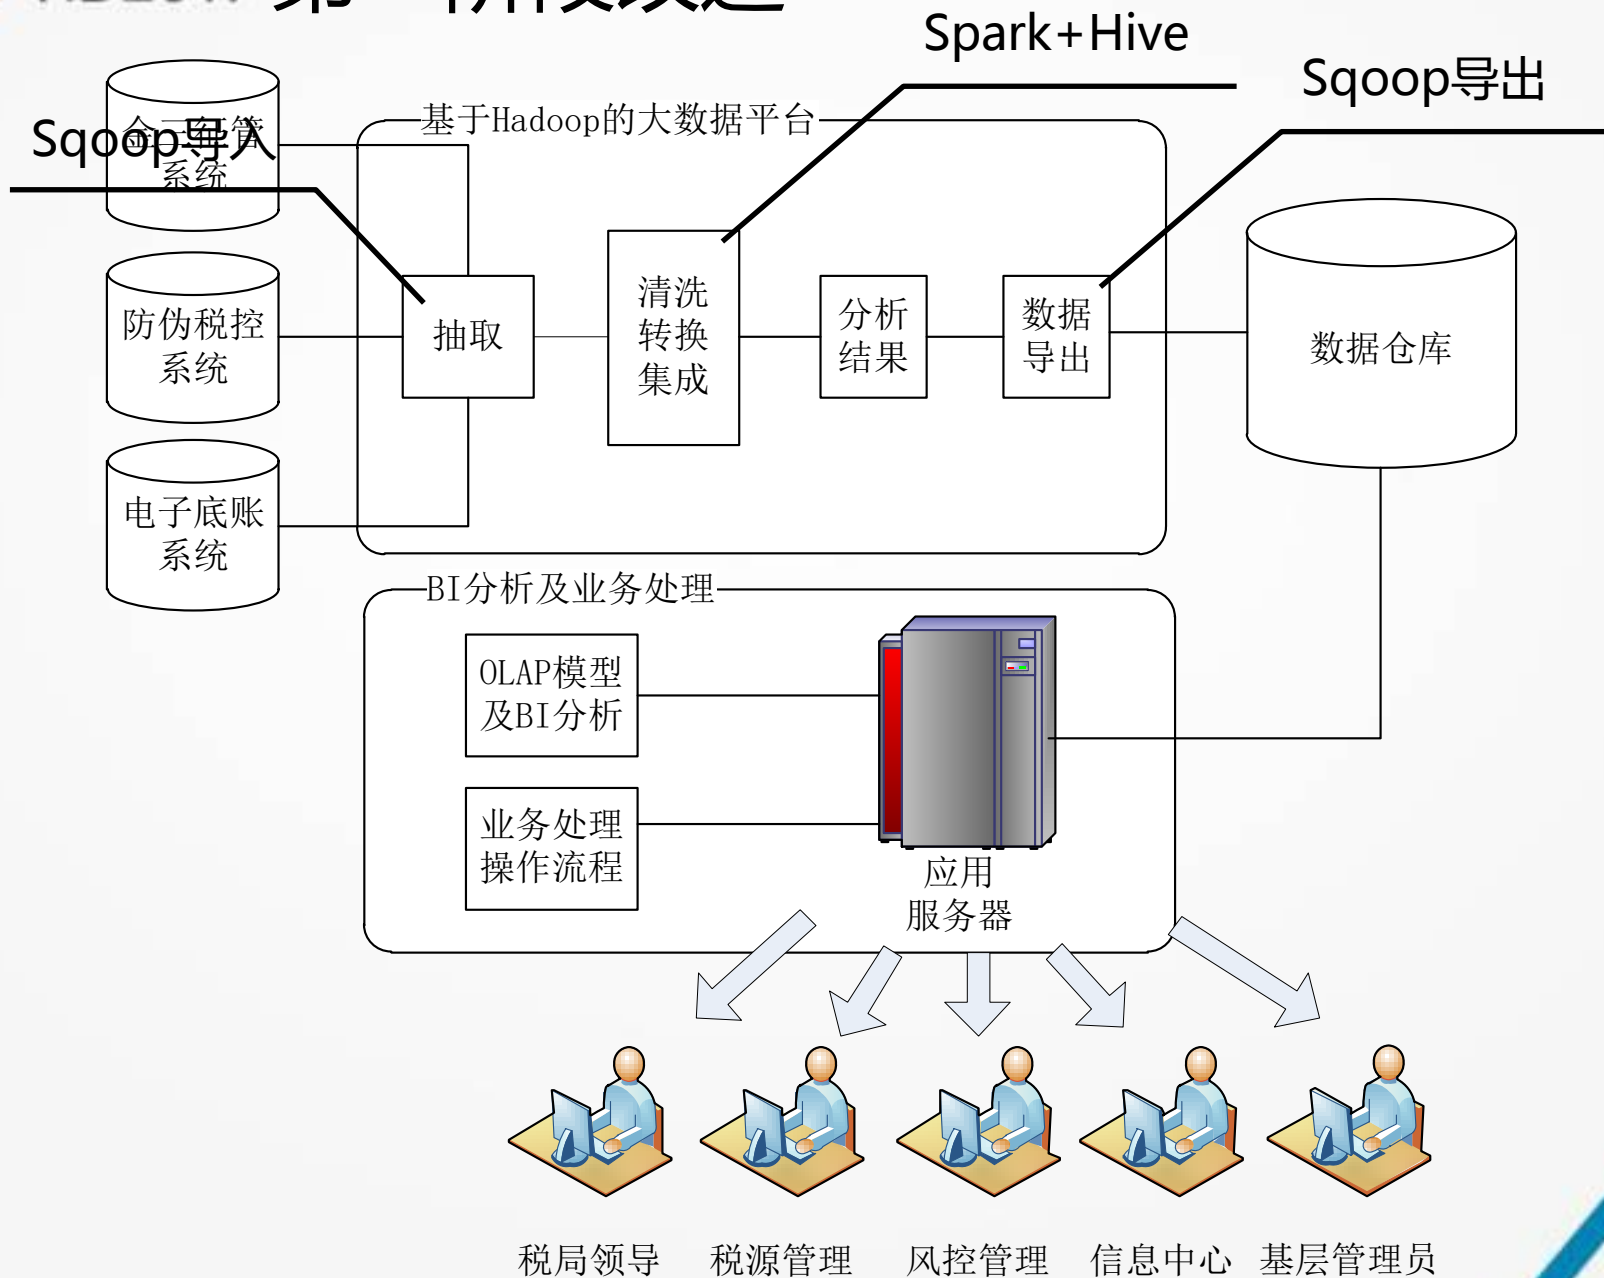 Spark+Hive
Sqoop导出
基于Hadoop的大数据平台
Sqoop导入
系统
防伪税控
系统
电子底账
系统
抽取
清洗
转换
集成
分析
结果
数据
导出
数据仓库
BI分析及业务处理
OLAP模型
及BI分析
业务处理
操作流程
应用
服务器
税局领导
税源管理
风控管理
信息中心
基层管理员